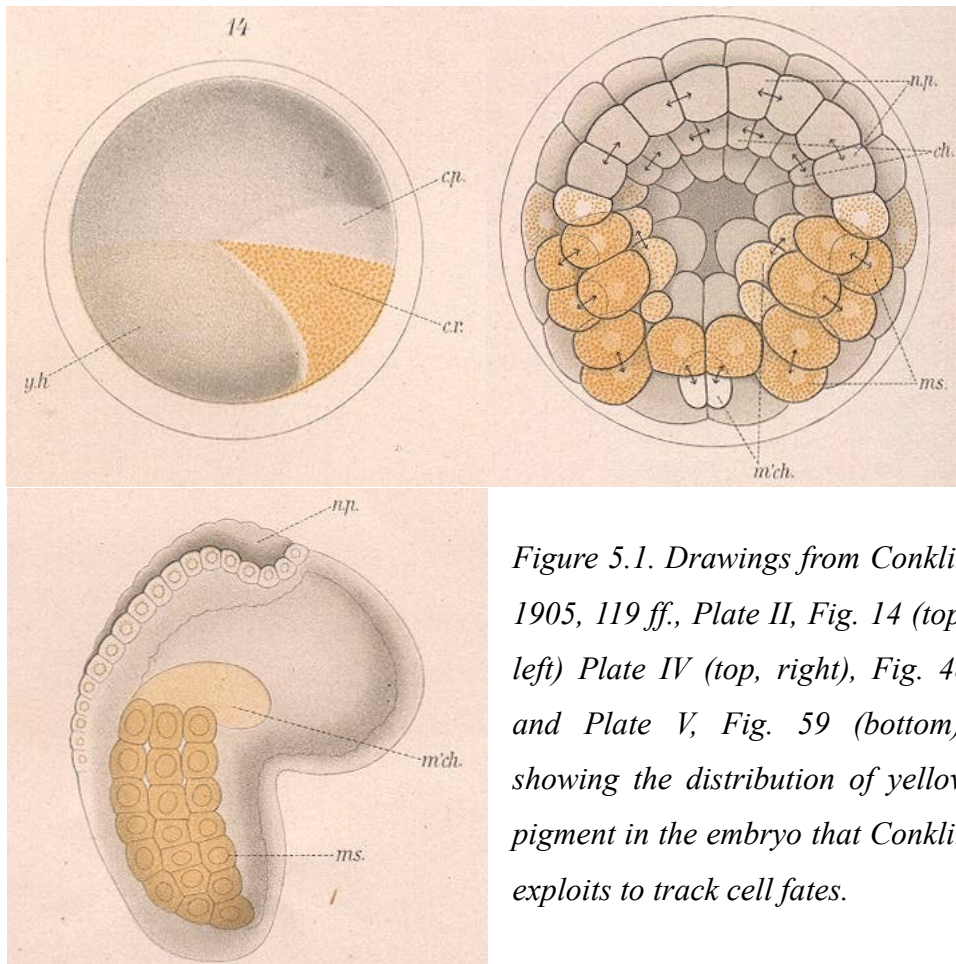 14
c.p.
c.r.
y.h
n.p.
ch.
ms.
m'ch.
n.p.
m'ch.
ms.
Figure 5.1. Drawings from Conkli
1905, 119 ff., Plate II, Fig. 14 (top
left) Plate IV (top, right), Fig. 4
and Plate V, Fig. 59 (bottom)
showing the distribution of yellow
pigment in the embryo that Conkli
exploits to track cell fates.